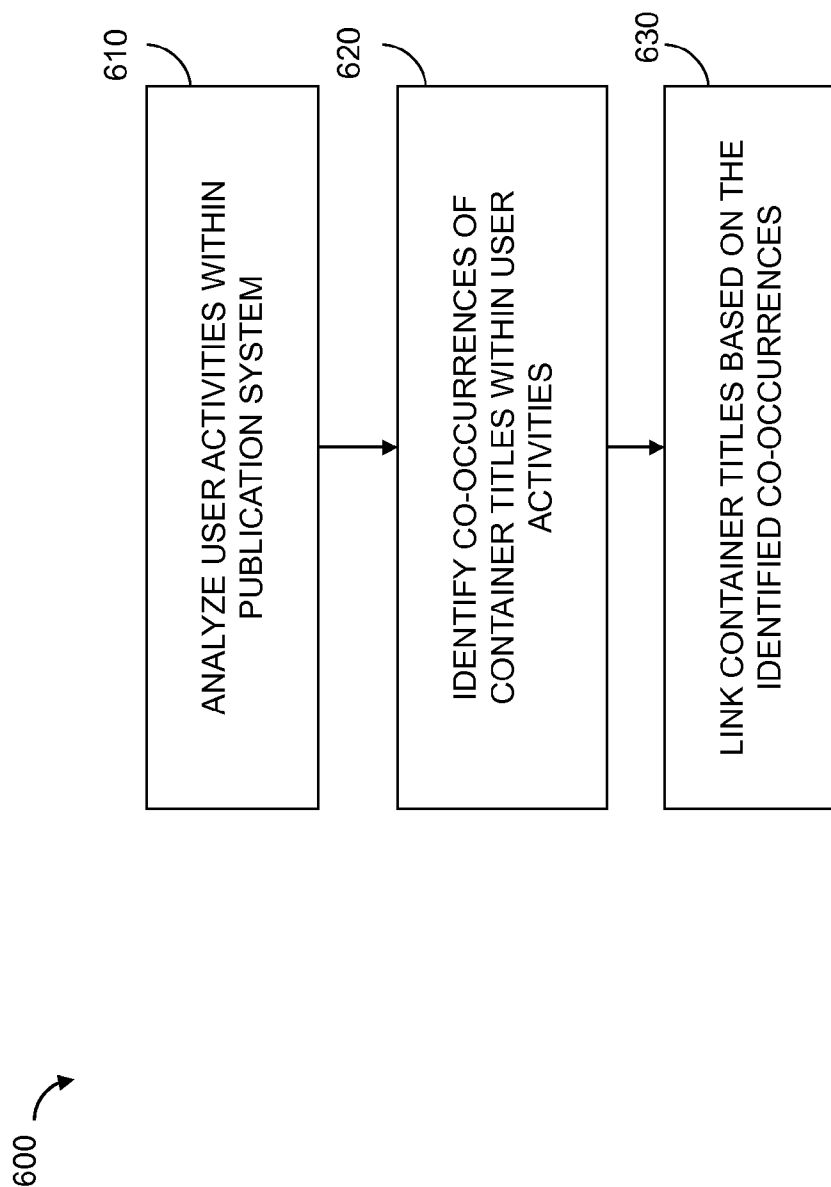 600
610
ANALYZE USER ACTIVITIES WITHIN
PUBLICATION SYSTEM
620
IDENTIFY CO-OCCURRENCES OF
CONTAINER TITLES WITHIN USER
ACTIVITIES
630
LINK CONTAINER TITLES BASED ON THE
IDENTIFIED CO-OCCURRENCES